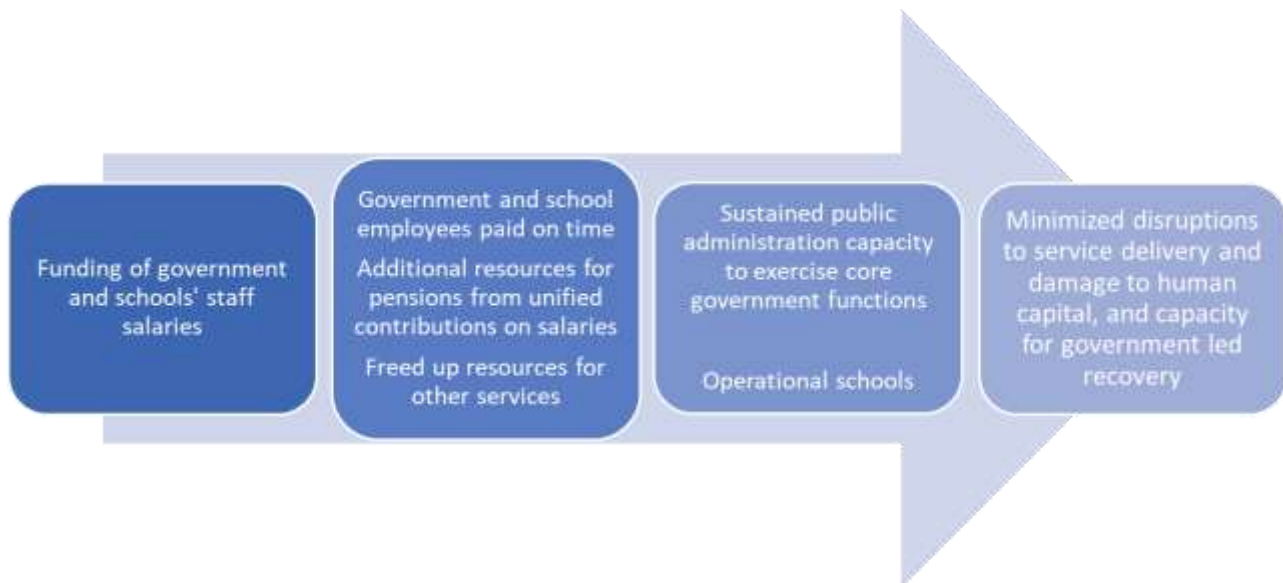 Funding of government
and schools' staff
salaries
Government and school
employees paid on time
Additional resources for
pensions from unified
contributions on salaries
Freed up resources for
other services
Sustained public
administration capacity
to exercise core
government functions
Operational schools
Minimized disruptions
to service delivery and
damage to human
capital, and capacity
for government led
recovery